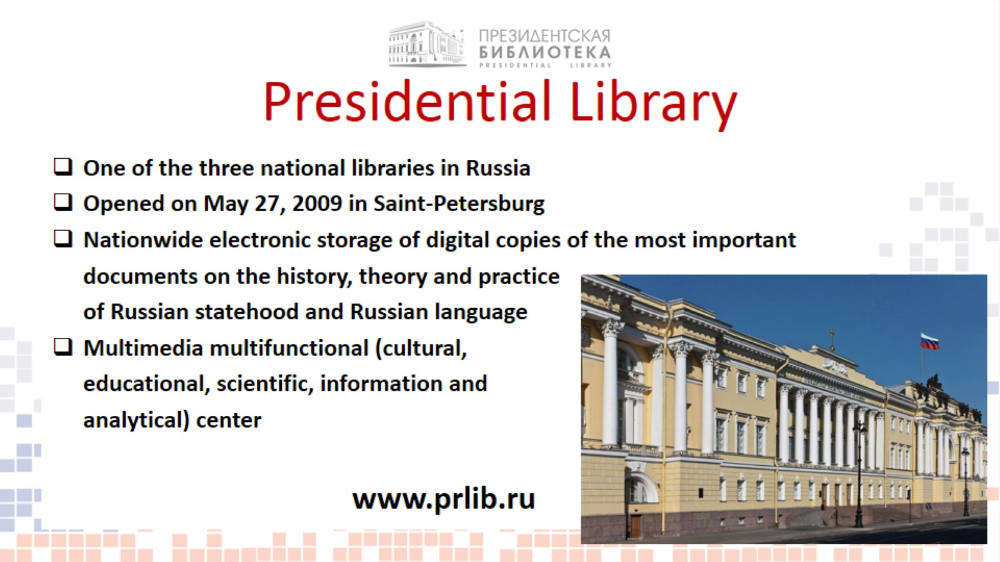 ПРЕЗИДЕНТСКАЯ
БИБЛИОТЕКА
PRESIDENTIAL LIBRARY
Presidential Library
❑ One of the three national libraries in Russia
❑ Opened on May 27, 2009 in Saint-Petersburg
❑ Nationwide electronic storage of digital copies of the most important
documents on the history, theory and practice
of Russian statehood and Russian language
❑ Multimedia multifunctional (cultural,
educational, scientific, information and
analytical) center
www.prlib.ru